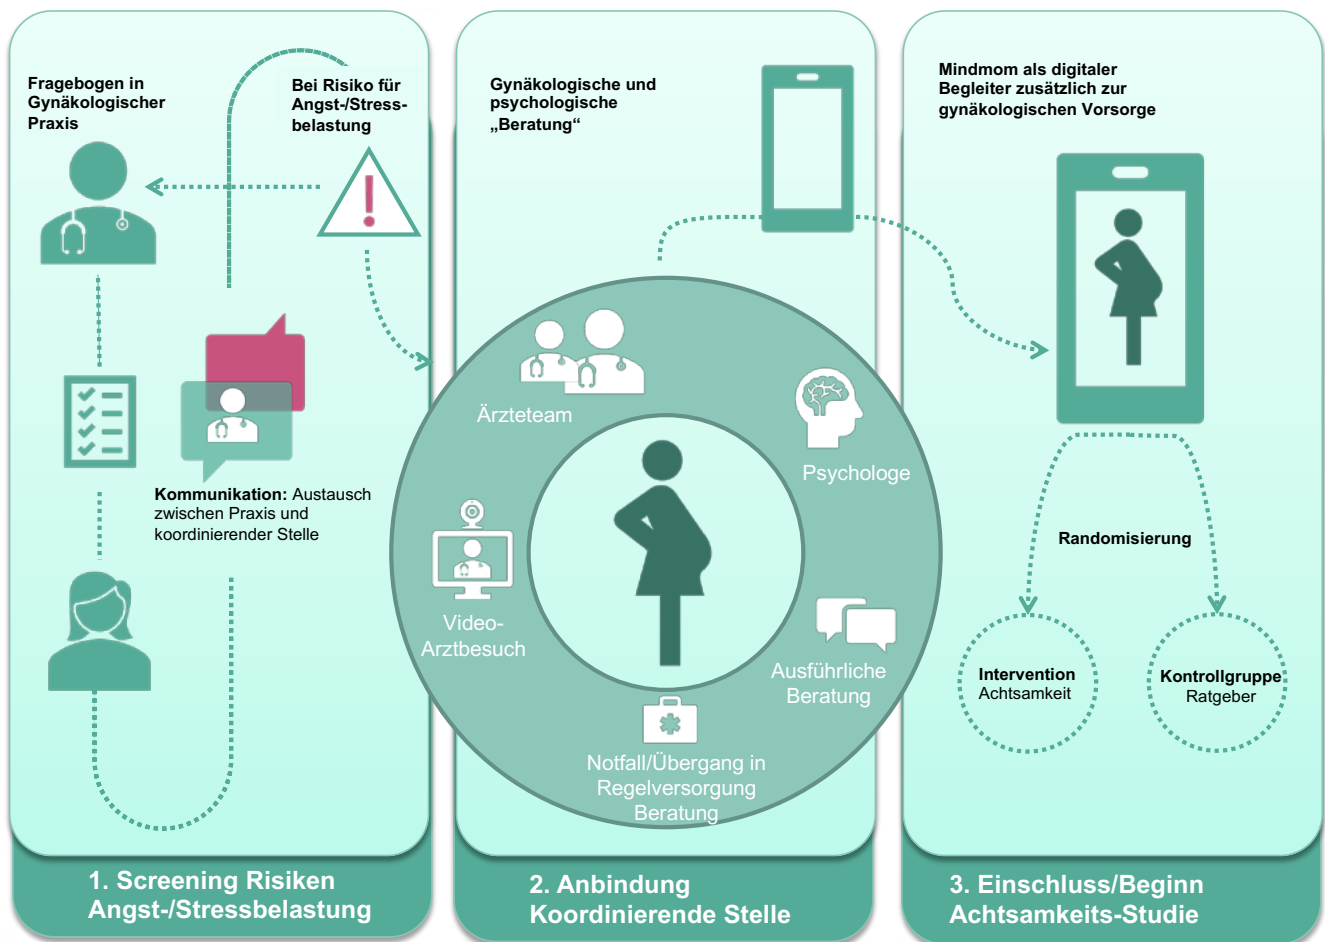 Fragebogen in
Gynäkologischer
Praxis
Bei Risiko für
Angst-/Stress-
belastung
Kommunikation: Austausch
zwischen Praxis und
koordinierender Stelle
1. Screening Risiken
Angst-/Stressbelastung
Gynäkologische und
psychologische
„Beratung“
Ärzteteam
Psychologe
Video-
Arztbesuch
Ausführliche
Beratung
Notfall/Übergang in
Regelversorgung
Beratung
2. Anbindung
Koordinierende Stelle
Mindmom als digitaler
Begleiter zusätzlich zur
gynäkologischen Vorsorge
Randomisierung
Intervention
Achtsamkeit
Kontrollgruppe
Ratgeber
3. Einschluss/Beginn
Achtsamkeits-Studie